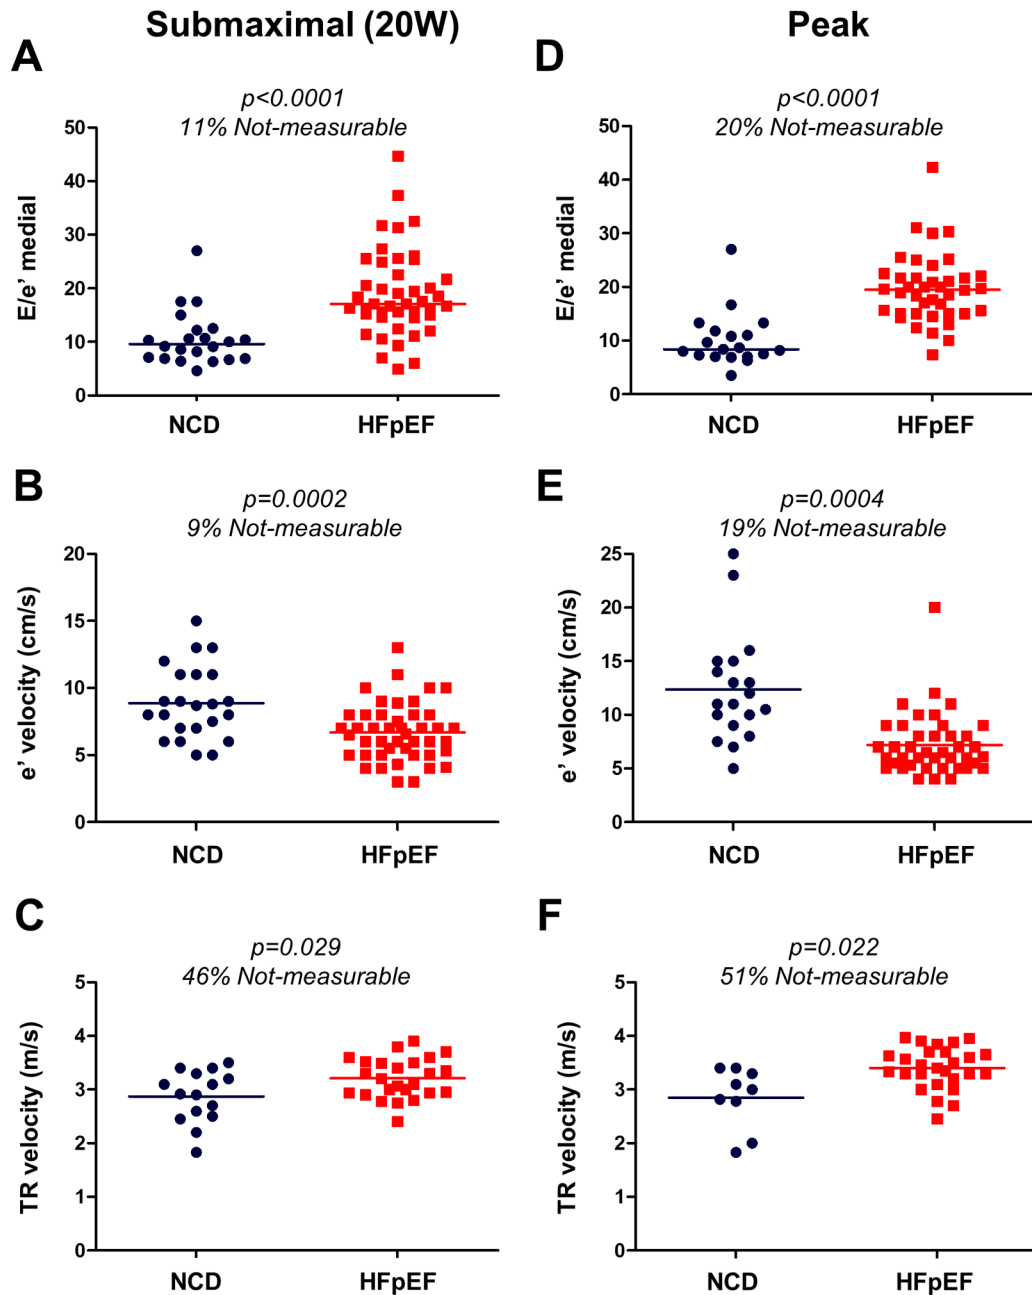 Submaximal (20W)
Peak
A
p<0.0001
11% Not-measurable
E/e’ medial
50
40
30
20
10
0
NCD
HFpEF
D
p<0.0001
20% Not-measurable
E/e’ medial
50
40
30
20
10
0
NCD
HFpEF
B
p=0.0002
9% Not-measurable
e’ velocity (cm/s)
20
15
10
5
0
NCD
HFpEF
E
p=0.0004
19% Not-measurable
e’ velocity (cm/s)
25
20
15
10
5
0
NCD
HFpEF
C
p=0.029
46% Not-measurable
TR velocity (m/s)
5
4
3
2
1
0
NCD
HFpEF
F
p=0.022
51% Not-measurable
TR velocity (m/s)
5
4
3
2
1
0
NCD
HFpEF